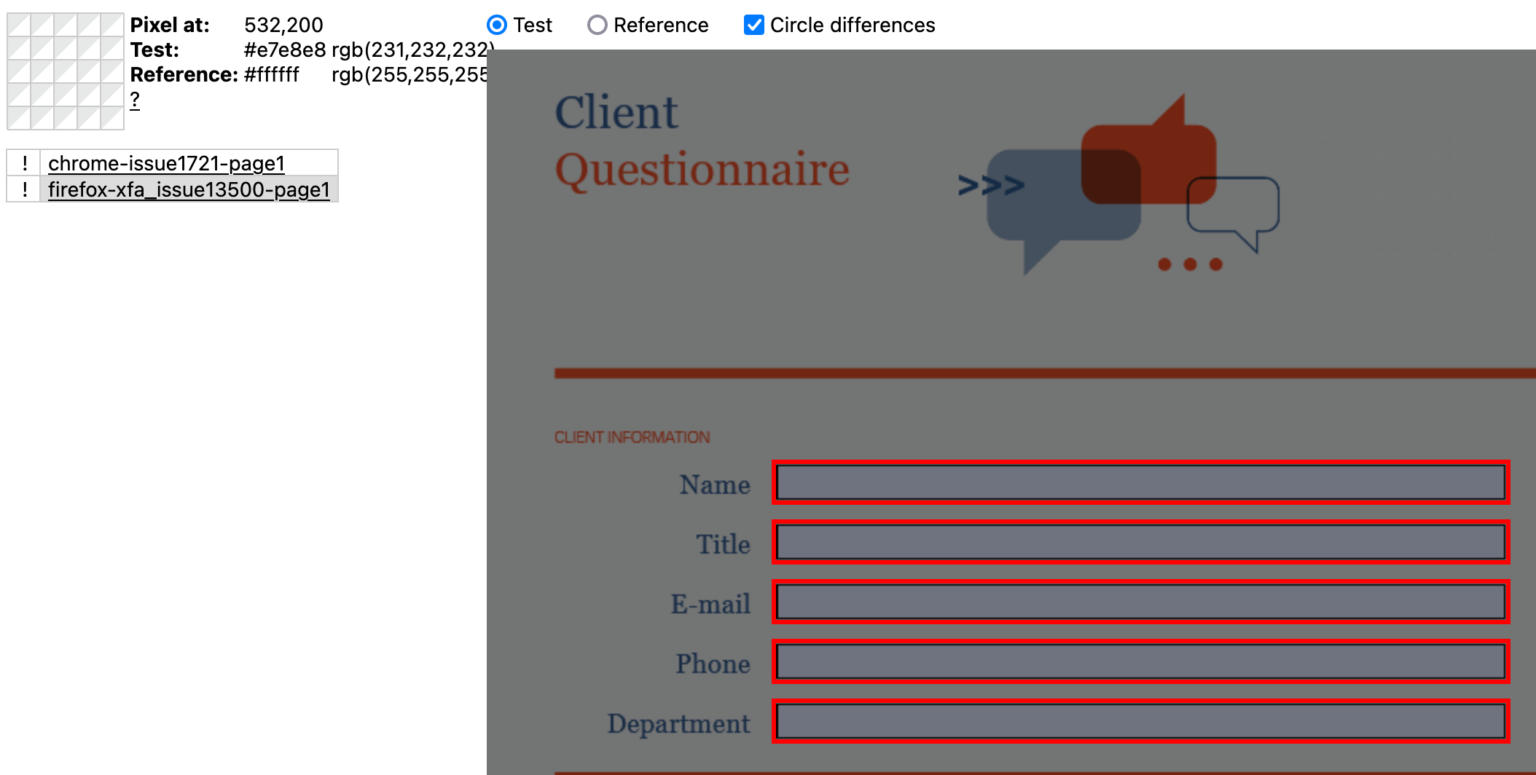 Pixel at: 532,200
Test: #e7e8e8 rgb(231,232,232)
Reference: #ffffff rgb(255,255,255
?
! chrome-issue1721-page1
! firefox-xfa_issue13500-page1
Test Reference Circle differences
Client
Questionnaire
>>>
CLIENT INFORMATION
Name
Title
E-mail
Phone
Department